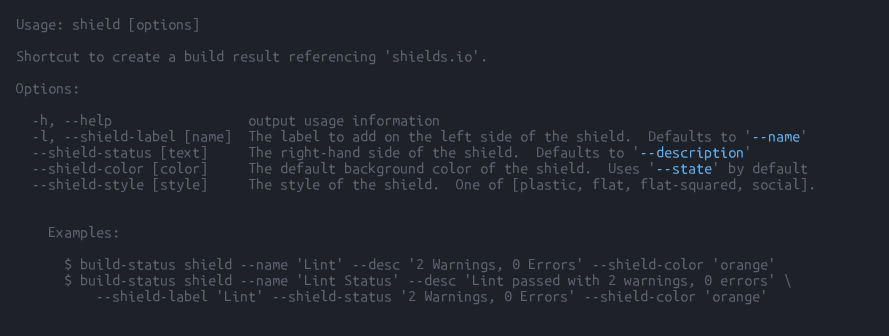 Usage: shield [options]
Shortcut to create a build result referencing 'shields.io'.
Options:
-h, --help output usage information
-l, --shield-label [name] The label to add on the left side of the shield. Defaults to '--name'
--shield-status [text] The right-hand side of the shield. Defaults to '--description'
--shield-color [color] The default background color of the shield. Uses '--state' by default
--shield-style [style] The style of the shield. One of [plastic, flat, flat-squared, social].
Examples:
$ build-status shield --name 'Lint' --desc '2 Warnings, 0 Errors' --shield-color 'orange'
$ build-status shield --name 'Lint Status' --desc 'Lint passed with 2 warnings, 0 errors' \
--shield-label 'Lint' --shield-status '2 Warnings, 0 Errors' --shield-color 'orange'